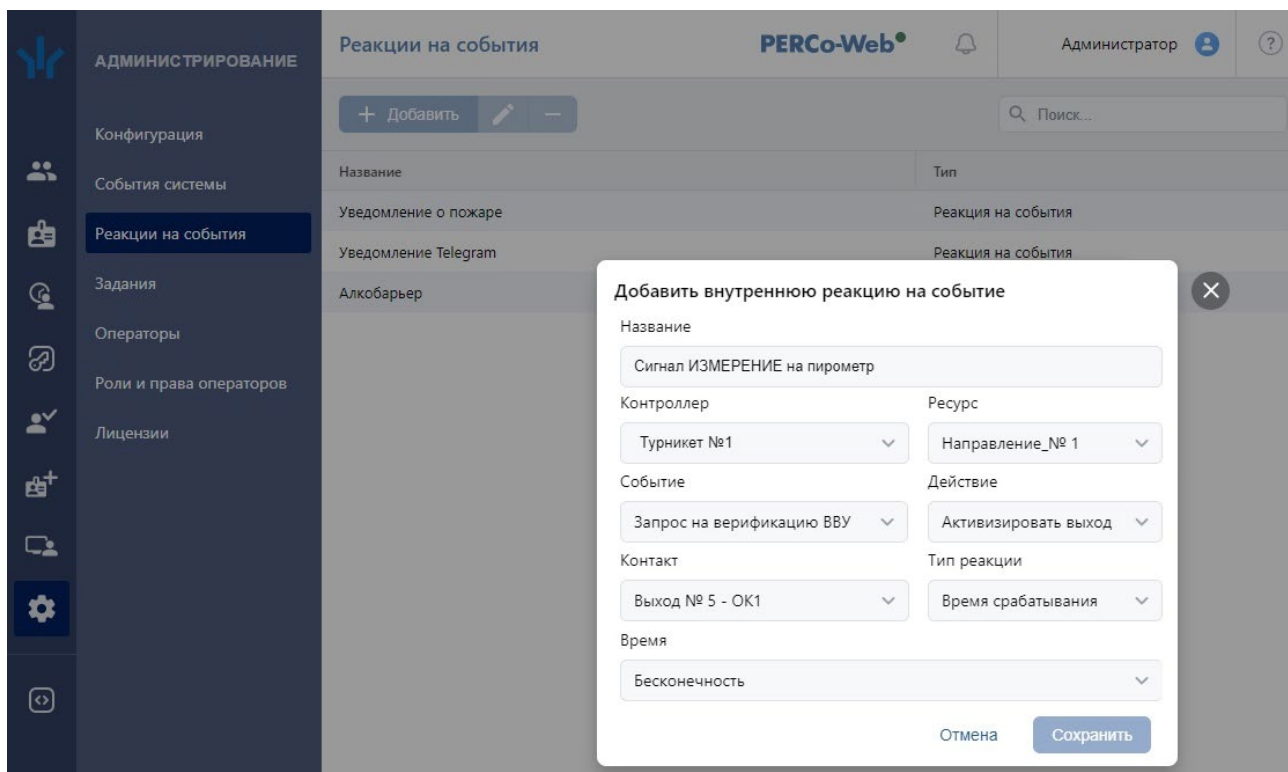 АДМИНИСТРИРОВАНИЕ
Конфигурация
События системы
Реакции на события
Задания
Операторы
Роли и права операторов
Лицензии
Реакции на события
PERCo-Web
Администратор
?
+ Добавить
Поиск...
Название Тип
Уведомление о пожаре Реакция на события
Уведомление Telegram Реакция на события
Алкобарьер
Добавить внутреннюю реакцию на событие
Название
Сигнал ИЗМЕРЕНИЕ на пирометр
Контроллер Ресурс
Турникет №1 Направление_№ 1
Событие Действие
Запрос на верификацию ВВУ Активизировать выход
Контакт Тип реакции
Выход № 5 - ОК1 Время срабатывания
Время
Бесконечность
Отмена Сохранить